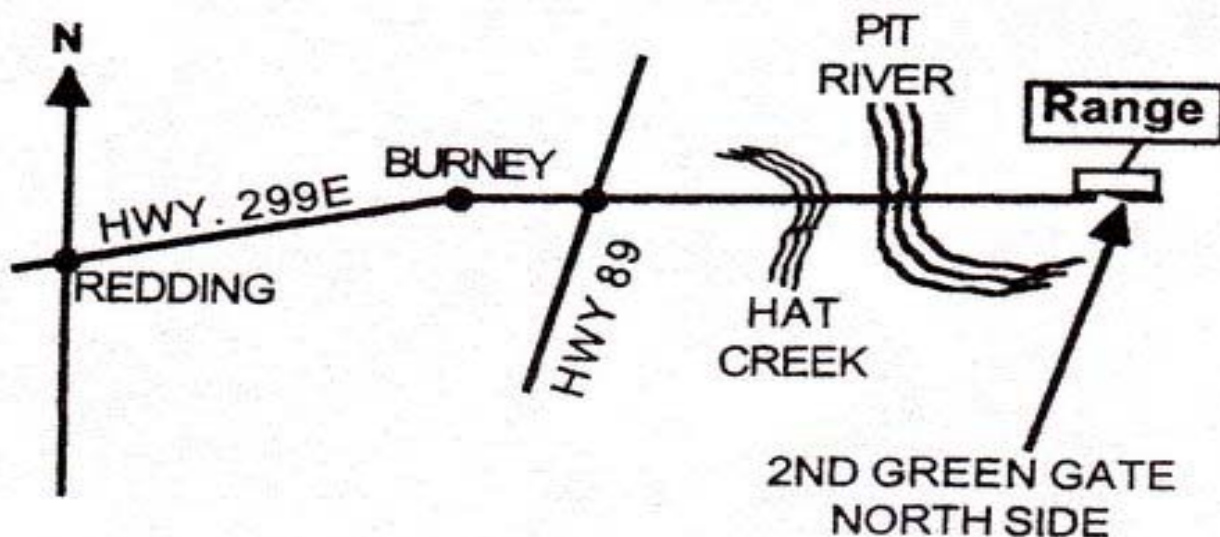 N
PIT
RIVER
Range
BURNEY
HWY. 299E
REDDING
HWY 89
HAT
CREEK
2ND GREEN GATE
NORTH SIDE